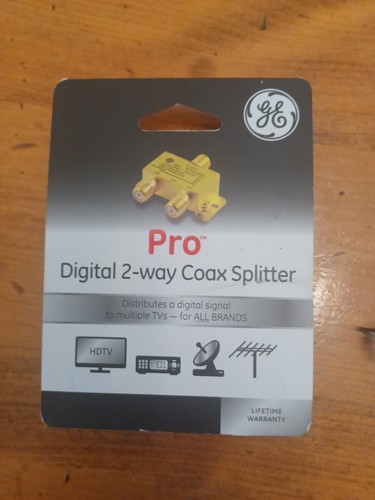 GE
Pro™
Digital 2-way Coax Splitter
Distributes a digital signal
to multiple TVs — for ALL BRANDS
HDTV
LIFETIME
WARRANTY